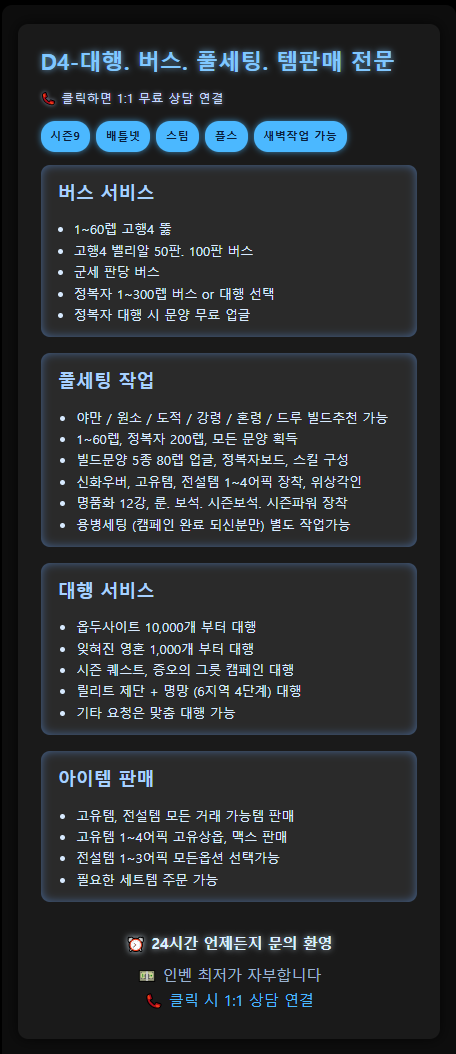 D4-대행. 버스. 풀세팅. 템판매 전문
📞 클릭하면 1:1 무료 상담 연결
시즌9 배틀넷 스팀 플스 새벽작업 가능
버스 서비스
• 1~60렙 고행4 뚫
• 고행4 벨리알 50판. 100판 버스
• 군세 판당 버스
• 정복자 1~300렙 버스 or 대행 선택
• 정복자 대행 시 문양 무료 업글
풀세팅 작업
• 야만 / 원소 / 도적 / 강령 / 혼령 / 드루 빌드추천 가능
• 1~60렙, 정복자 200렙, 모든 문양 획득
• 빌드문양 5종 80렙 업글, 정복자보드, 스킬 구성
• 신화우버, 고유템, 전설템 1~4어픽 장착, 위상각인
• 명품화 12강, 룬. 보석. 시즌보석. 시즌파워 장착
• 용병세팅 (캠페인 완료 되신분만) 별도 작업가능
대행 서비스
• 옵두사이트 10,000개 부터 대행
• 잊혀진 영혼 1,000개 부터 대행
• 시즌 퀘스트, 증오의 그릇 캠페인 대행
• 릴리트 제단 + 명망 (6지역 4단계) 대행
• 기타 요청은 맞춤 대행 가능
아이템 판매
• 고유템, 전설템 모든 거래 가능템 판매
• 고유템 1~4어픽 고유상옵, 맥스 판매
• 전설템 1~3어픽 모든옵션 선택가능
• 필요한 세트템 주문 가능
⏰ 24시간 언제든지 문의 환영
💵 인벤 최저가 자부합니다
📞 클릭 시 1:1 상담 연결